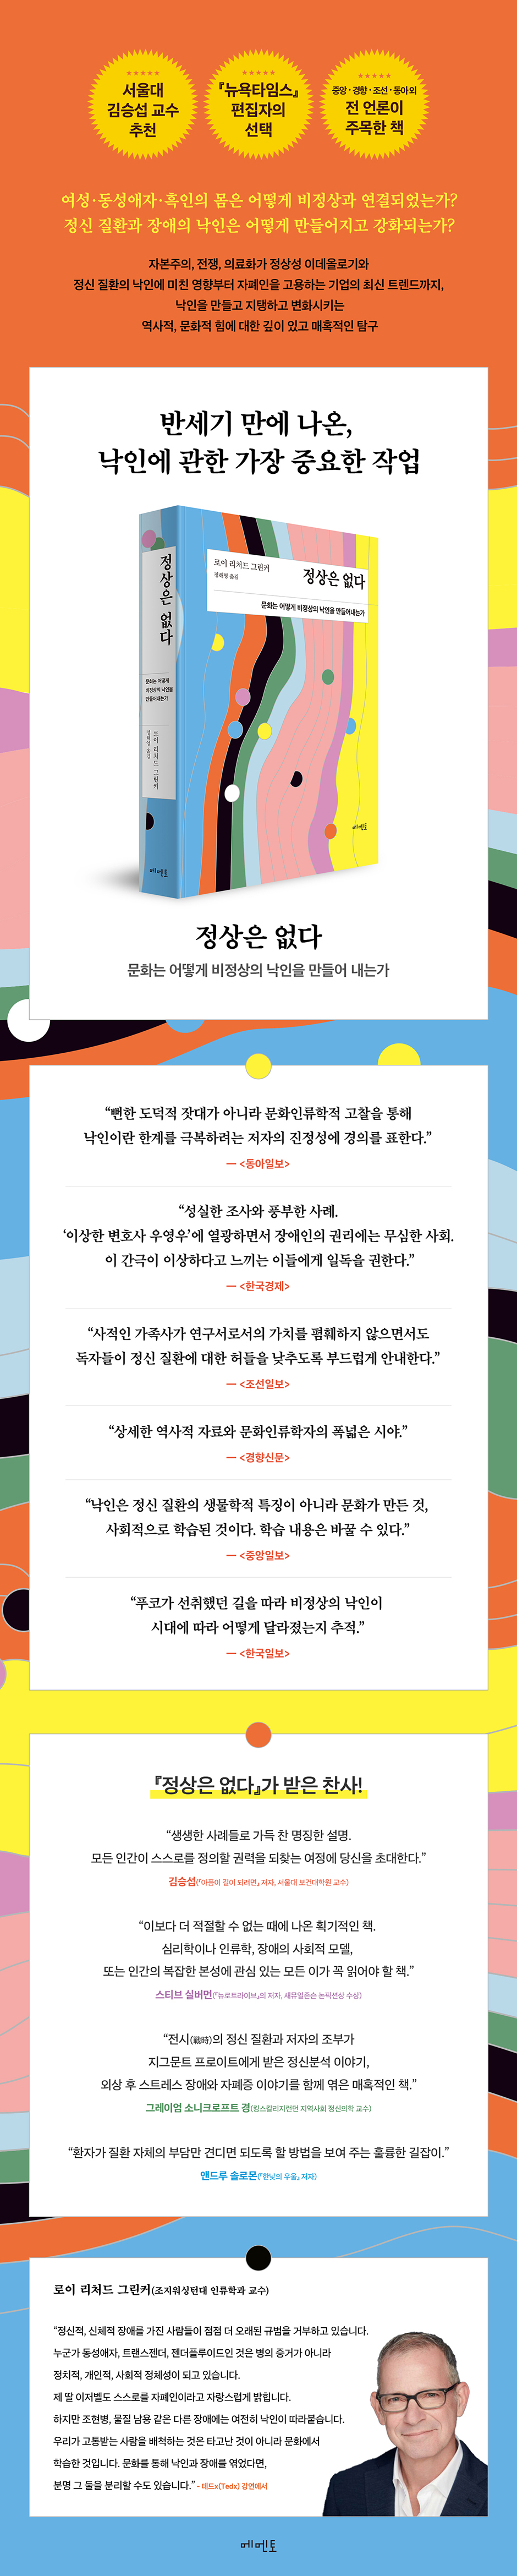 ★★★★★
서울대
김승섭 교수
추천
★★★★★
『뉴욕타임스』
편집자의
선택
★★★★★
중앙·경향·조선·동아 외
전 언론이
주목한 책
여성·동성애자·흑인의 몸은 어떻게 비정상과 연결되었는가?
정신 질환과 장애의 낙인은 어떻게 만들어지고 강화되는가?
자본주의, 전쟁, 의료화가 정상성 이데올로기와
정신 질환의 낙인에 미친 영향부터 자폐인을 고용하는 기업의 최신 트렌드까지,
낙인을 만들고 지탱하고 변화시키는
역사적, 문화적 힘에 대한 깊이 있고 매혹적인 탐구
반세기 만에 나온,
낙인에 관한 가장 중요한 작업
정상은 없다
문화는 어떻게
비정상의 낙인을
만들어내는가
로이 리처드 그린커
정해영 옮김
메멘토
로이 리처드 그린커
정해영 옮김
정상은 없다
문화는 어떻게 비정상의 낙인을 만들어내는가
메멘토
정상은 없다
문화는 어떻게 비정상의 낙인을 만들어 내는가
“뻔한 도덕적 잣대가 아니라 문화인류학적 고찰을 통해
낙인이란 한계를 극복하려는 저자의 진정성에 경의를 표한다.”
— <동아일보>
“성실한 조사와 풍부한 사례.
‘이상한 변호사 우영우’에 열광하면서 장애인의 권리에는 무심한 사회.
이 간극이 이상하다고 느끼는 이들에게 일독을 권한다.”
— <한국경제>
“사적인 가족사가 연구서로서의 가치를 폄훼하지 않으면서도
독자들이 정신 질환에 대한 허들을 낮추도록 부드럽게 안내한다.”
— <조선일보>
“상세한 역사적 자료와 문화인류학자의 폭넓은 시야.”
— <경향신문>
“낙인은 정신 질환의 생물학적 특징이 아니라 문화가 만든 것,
사회적으로 학습된 것이다. 학습 내용은 바꿀 수 있다.”
— <중앙일보>
“푸코가 선취했던 길을 따라 비정상의 낙인이
시대에 따라 어떻게 달라졌는지 추적.”
— <한국일보>
『정상은 없다』가 받은 찬사!
“생생한 사례들로 가득 찬 명징한 설명.
모든 인간이 스스로를 정의할 권력을 되찾는 여정에 당신을 초대한다.”
김승섭(『아픔이 길이 되려면』 저자, 서울대 보건대학원 교수)
“이보다 더 적절할 수 없는 때에 나온 획기적인 책.
심리학이나 인류학, 장애의 사회적 모델,
또는 인간의 복잡한 본성에 관심 있는 모든 이가 꼭 읽어야 할 책.”
스티브 실버먼(『뉴로트라이브』의 저자, 새뮤얼존슨 논픽션상 수상)
“전시(戰時)의 정신 질환과 저자의 조부가
지그문트 프로이트에게 받은 정신분석 이야기,
외상 후 스트레스 장애와 자폐증 이야기를 함께 엮은 매혹적인 책.”
그레이엄 소니크로프트 경(킹스칼리지런던 지역사회 정신의학 교수)
“환자가 질환 자체의 부담만 견디면 되도록 할 방법을 보여 주는 훌륭한 길잡이.”
앤드루 솔로몬(『한낮의 우울』 저자)
로이 리처드 그린커(조지워싱턴대 인류학과 교수)
“정신적, 신체적 장애를 가진 사람들이 점점 더 오래된 규범을 거부하고 있습니다.
누군가 동성애자, 트랜스젠더, 젠더플루이드인 것은 병의 증거가 아니라
정치적, 개인적, 사회적 정체성이 되고 있습니다.
제 딸 이저벨도 스스로를 자폐인이라고 자랑스럽게 밝힙니다.
하지만 조현병, 물질 남용 같은 다른 장애에는 여전히 낙인이 따라붙습니다.
우리가 고통받는 사람을 배척하는 것은 타고난 것이 아니라 문화에서
학습한 것입니다. 문화를 통해 낙인과 장애를 엮었다면,
분명 그 둘을 분리할 수도 있습니다.” - 테드x(Tedx) 강연에서
메멘토